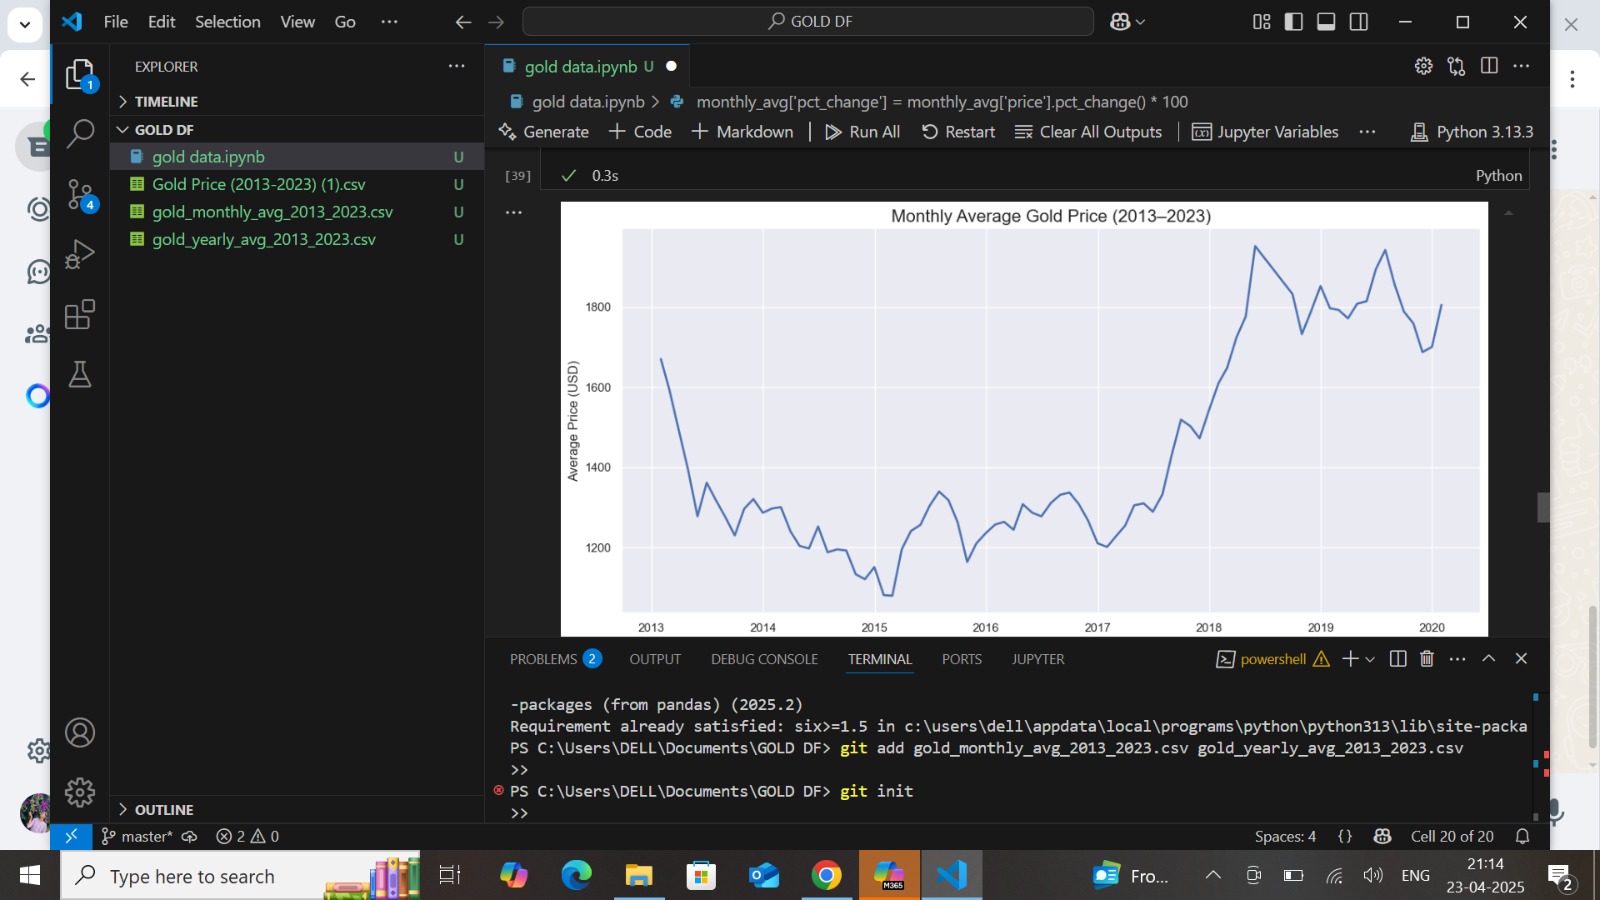 File Edit Selection View Go ···
GOLD DF
EXPLORER
TIMELINE
GOLD DF
gold data.ipynb U
Gold Price (2013-2023) (1).csv U
gold_monthly_avg_2013_2023.csv U
gold_yearly_avg_2013_2023.csv U
OUTLINE
1
4
gold data.ipynb U
gold data.ipynb > monthly_avg['pct_change'] = monthly_avg['price'].pct_change() * 100
Generate + Code + Markdown | Run All Restart Clear All Outputs | Jupyter Variables ··· Python 3.13.3
[39] 0.3s Python
Monthly Average Gold Price (2013–2023)
Average Price (USD)
1800
1600
1400
1200
2013 2014 2015 2016 2017 2018 2019 2020
PROBLEMS 2 OUTPUT DEBUG CONSOLE TERMINAL PORTS JUPYTER
powershell
-packages (from pandas) (2025.2)
Requirement already satisfied: six>=1.5 in c:\users\dell\appdata\local\programs\python\python313\lib\site-packa
PS C:\Users\DELL\Documents\GOLD DF> git add gold_monthly_avg_2013_2023.csv gold_yearly_avg_2013_2023.csv
>>
PS C:\Users\DELL\Documents\GOLD DF> git init
>>
master* 2 0
Spaces: 4 {} Cell 20 of 20
Type here to search
M365
Fro...
ENG
21:14
23-04-2025
2